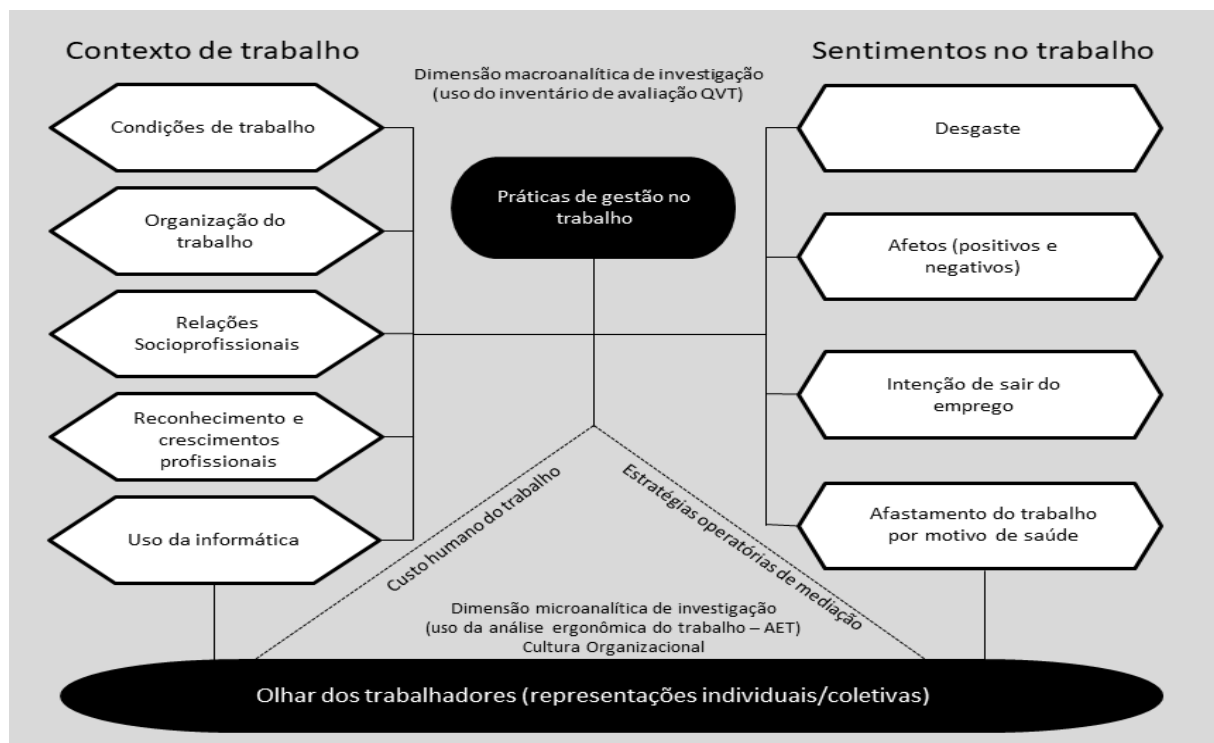 Contexto de trabalho
Condições de trabalho
Organização do
trabalho
Relações
Socioprofissionais
Reconhecimento e
crescimentos
profissionais
Uso da informática
Dimensão macroanalítica de investigação
(uso do inventário de avaliação QVT)
Práticas de gestão no
trabalho
Sentimentos no trabalho
Desgaste
Afetos (positivos e
negativos)
Intenção de sair do
emprego
Afastamento do trabalho
por motivo de saúde
Custo humano do trabalho
Estratégias operatórias de mediação
Dimensão microanalítica de investigação
(uso da análise ergonômica do trabalho – AET)
Cultura Organizacional
Olhar dos trabalhadores (representações individuais/coletivas)